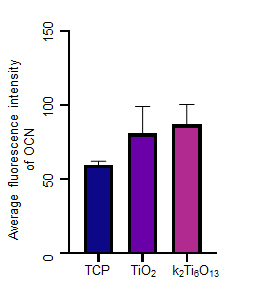 Average fluorescence intensity
of OCN
150
100
50
0
TCP TiO₂ k₂Ti₆O₁₃